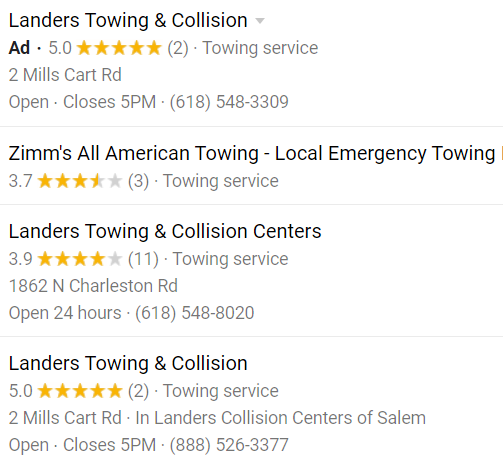 Landers Towing & Collision
Ad · 5.0 (2) · Towing service
2 Mills Cart Rd
Open · Closes 5PM · (618) 548-3309
Zimm's All American Towing - Local Emergency Towing
3.7 (3) · Towing service
Landers Towing & Collision Centers
3.9 (11) · Towing service
1862 N Charleston Rd
Open 24 hours · (618) 548-8020
Landers Towing & Collision
5.0 (2) · Towing service
2 Mills Cart Rd · In Landers Collision Centers of Salem
Open · Closes 5PM · (888) 526-3377